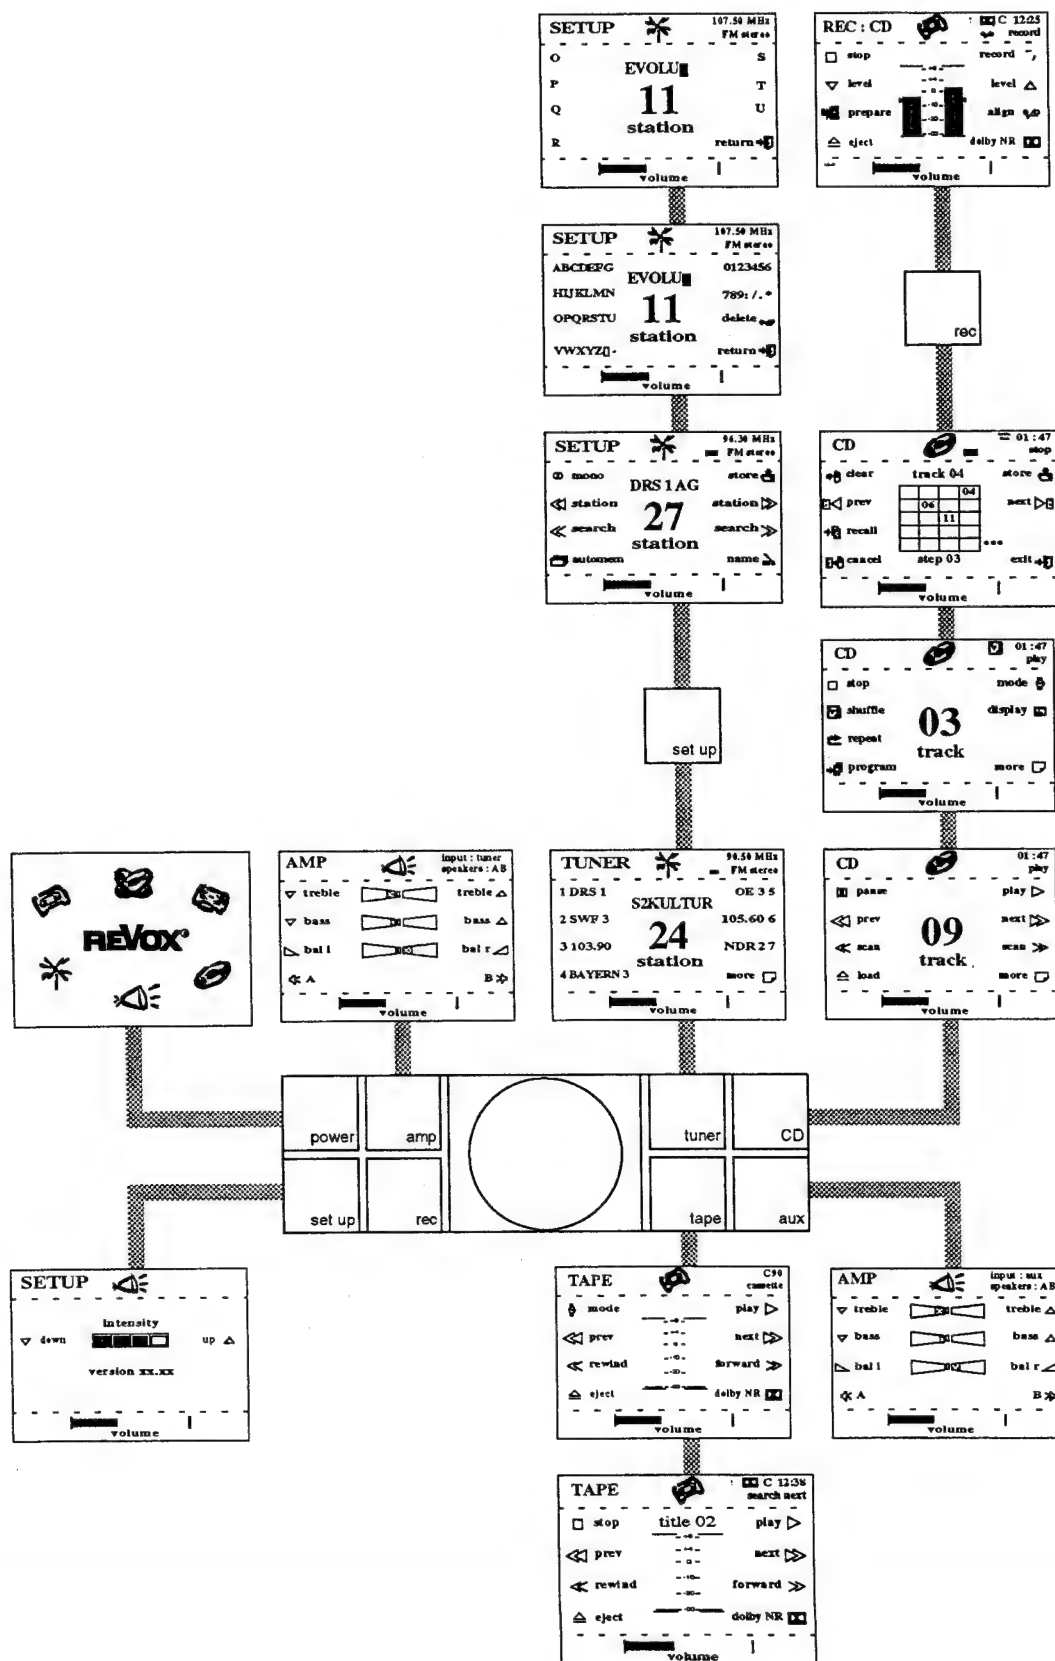 SETUP
107.50 MHz
FM stereo
O
S
P
EVOLU
T
Q
11
U
station
R
return
volume
REC : CD
C 12:25
record
stop
record
level
level
prepare
align
eject
dolby NR
volume
SETUP
107.50 MHz
FM stereo
ABCDEFG
0123456
HIJKLMN
EVOLU
789:/.*
OPQRSTU
11
delete
station
VWXYZ▯-
return
volume
rec
SETUP
96.30 MHz
FM stereo
mono
store
DRS 1 AG
station
27
station
search
search
station
automem
name
volume
CD
01 : 47
stop
clear
track 04
store
04
prev
06
next
11
recall
cancel
step 03
exit
volume
set up
CD
01 : 47
play
stop
mode
shuffle
03
display
repeat
track
program
more
volume
REVOX
AMP
input : tuner
speakers : AB
treble
treble
bass
bass
bal l
bal r
A
B
volume
TUNER
90.50 MHz
FM stereo
1 DRS 1
OE 3 5
S2KULTUR
2 SWF 3
24
105.60 6
3 103.90
station
NDR2 7
4 BAYERN 3
more
volume
CD
01 : 47
play
pause
play
prev
09
next
scan
track
scan
load
more
volume
power
amp
tuner
CD
set up
rec
tape
aux
SETUP
Intensity
down
up
version xx.xx
volume
TAPE
C90
cassette
mode
play
prev
next
rewind
forward
eject
dolby NR
volume
AMP
input : aux
speakers : AB
treble
treble
bass
bass
bal l
bal r
A
B
volume
TAPE
C 12:38
search next
stop
title 02
play
prev
next
rewind
forward
eject
dolby NR
volume